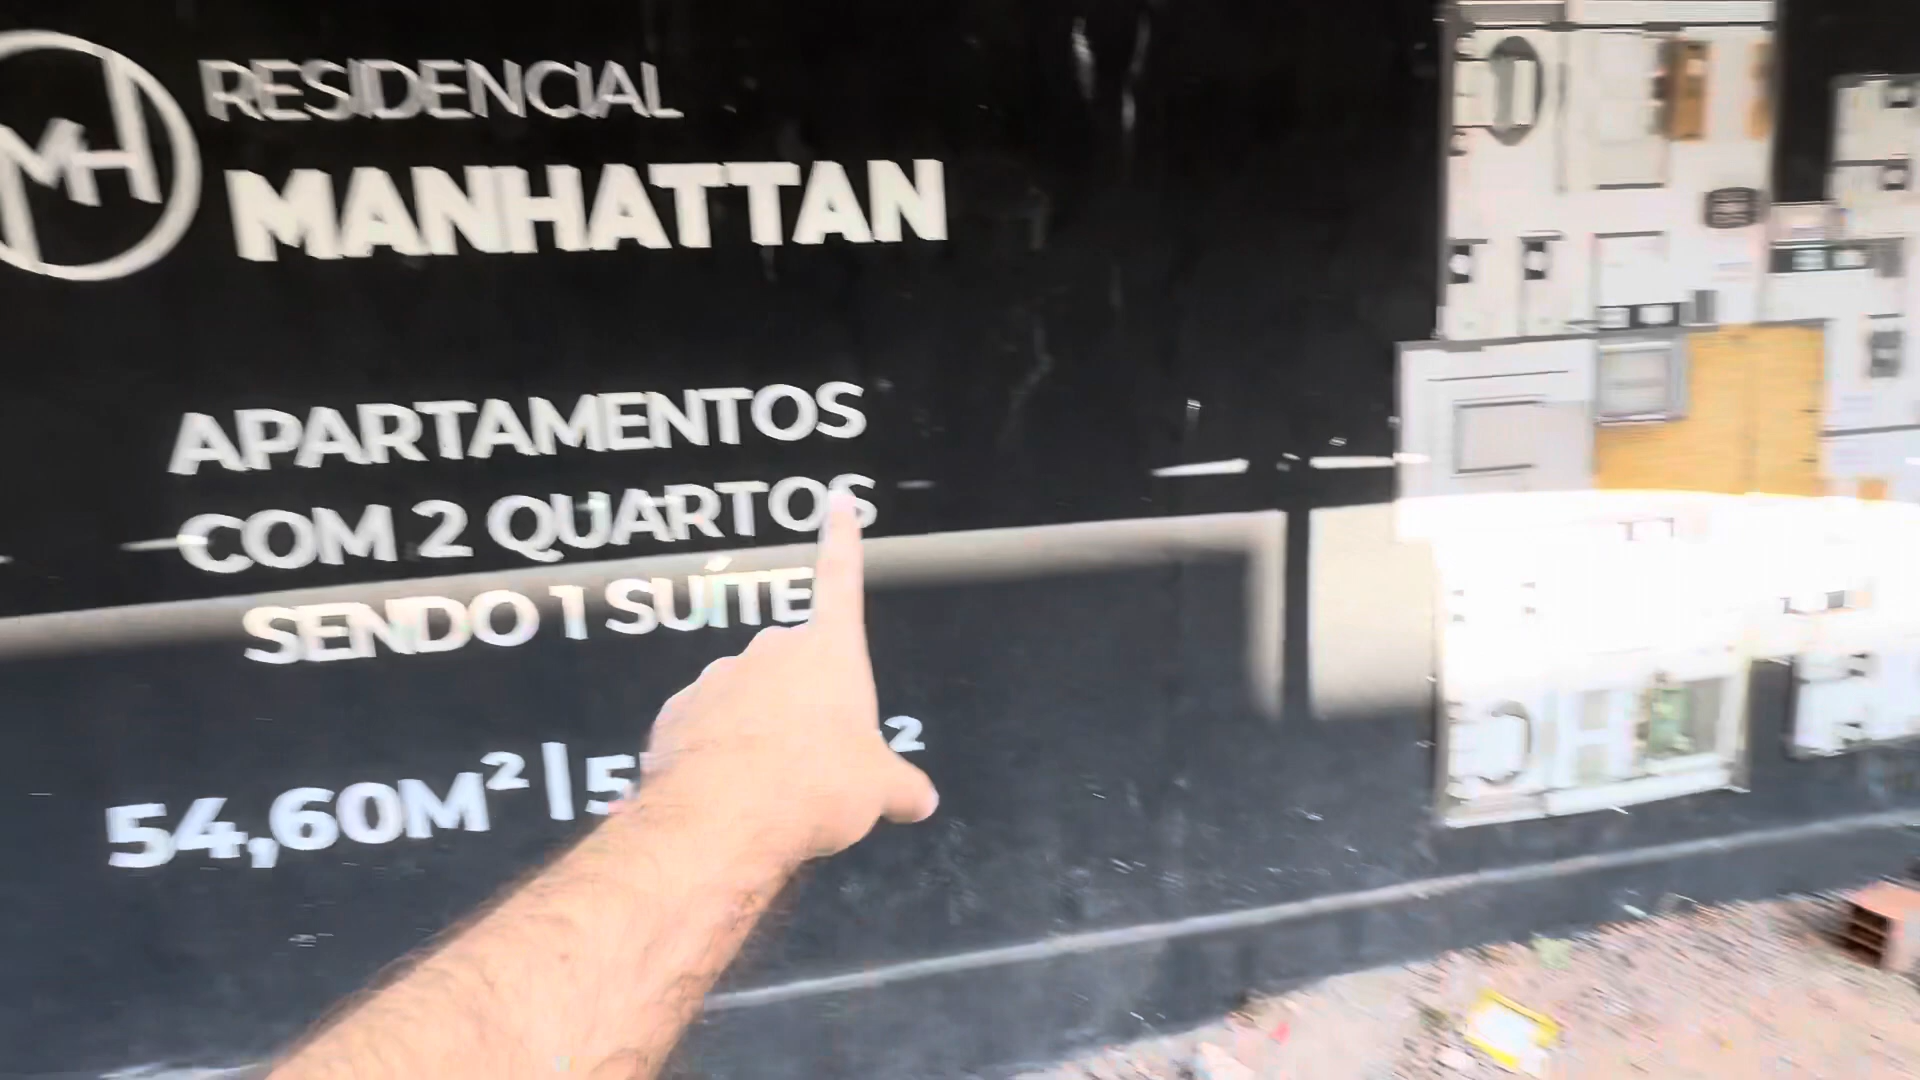 MH
RESIDENCIAL
MANHATTAN
APARTAMENTOS
COM 2 QUARTOS
SENDO 1 SUÍTE
54,60M² |